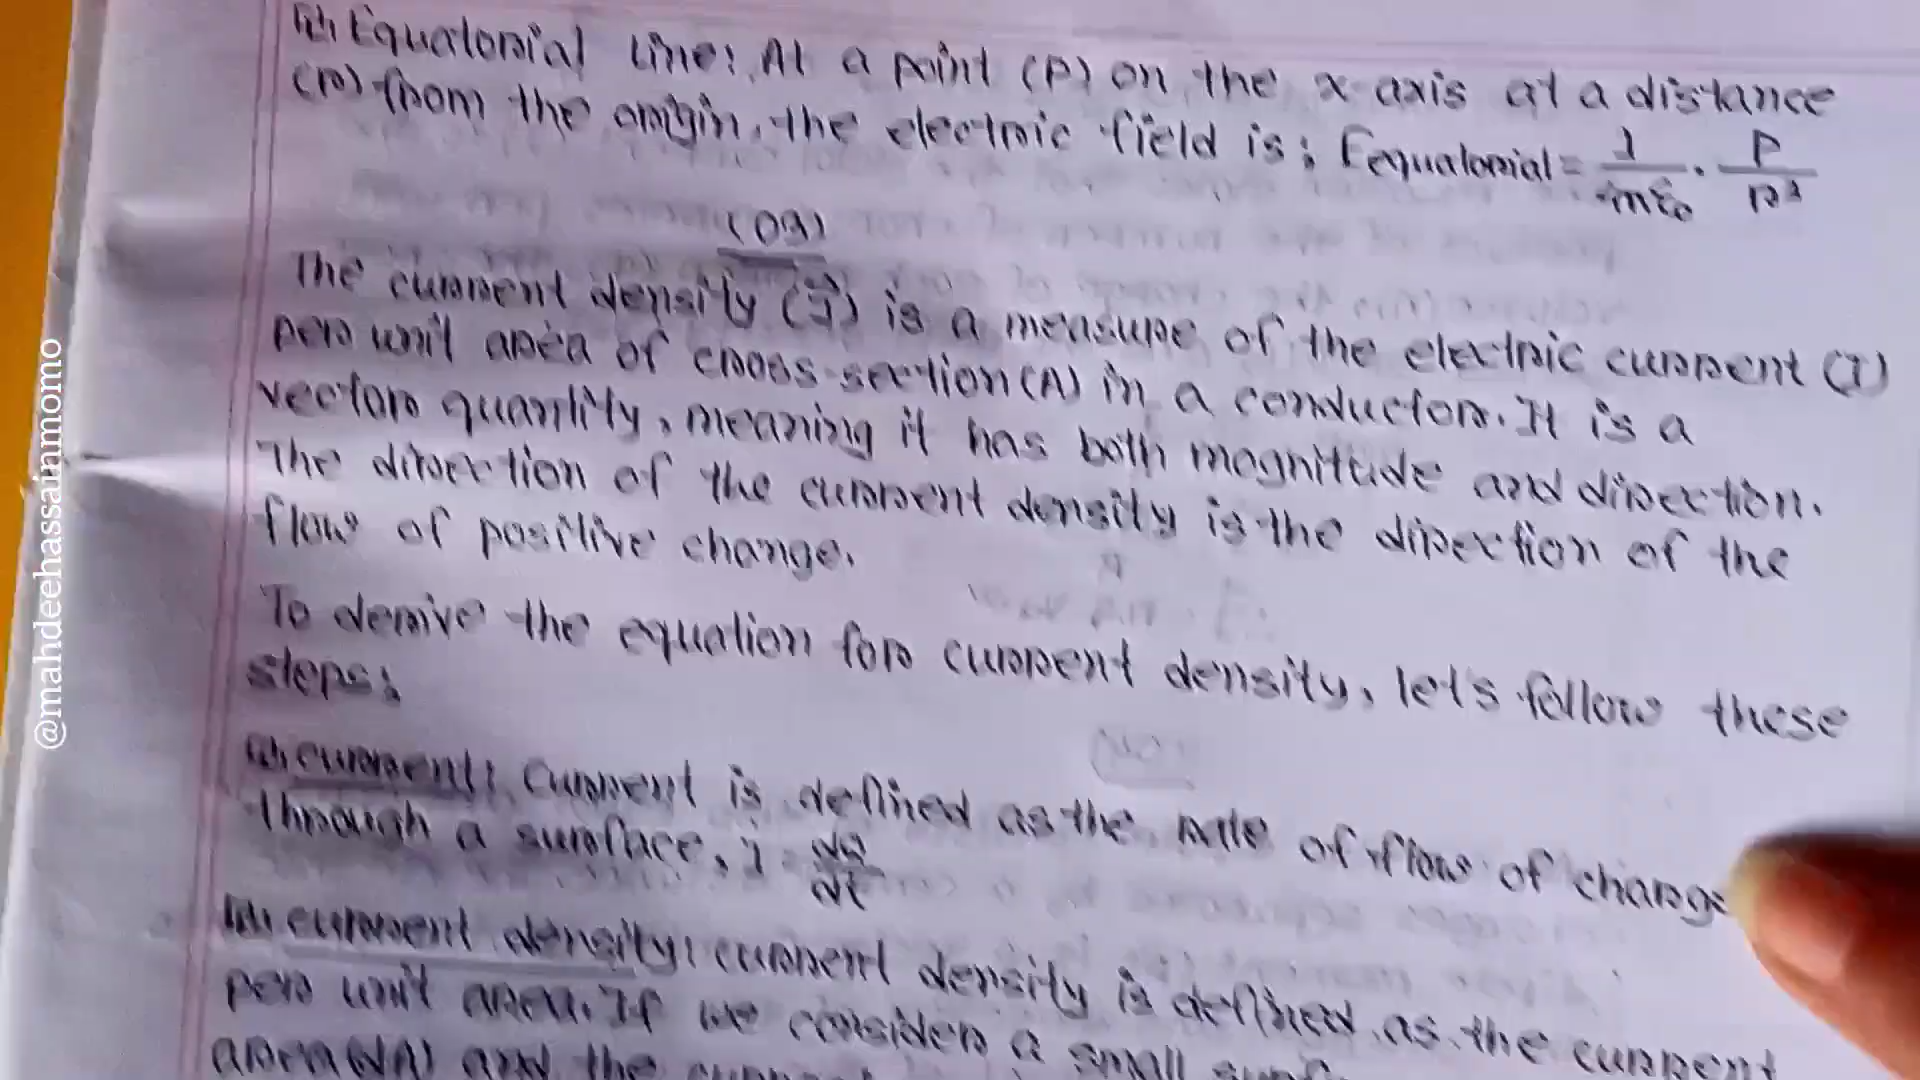 Equatorial Line: At a point (P) on the x-axis at a distance
(r) from the origin, the electric field is; Eequatorial = 1/4πε0 · P/r³
(09)
The current density (J⃗) is a measure of the electric current (I)
per unit area of cross-section (A) in a conductor. It is a
vector quantity, meaning it has both magnitude and direction.
The direction of the current density is the direction of the
flow of positive charge.
To derive the equation for current density, let's follow these
steps:
current: Current is defined as the rate of flow of charge
through a surface, I = dQ/dt
current density: current density is defined as the current
per unit area. If we consider a small
area (dA) and the
@mahdeehassainmomo